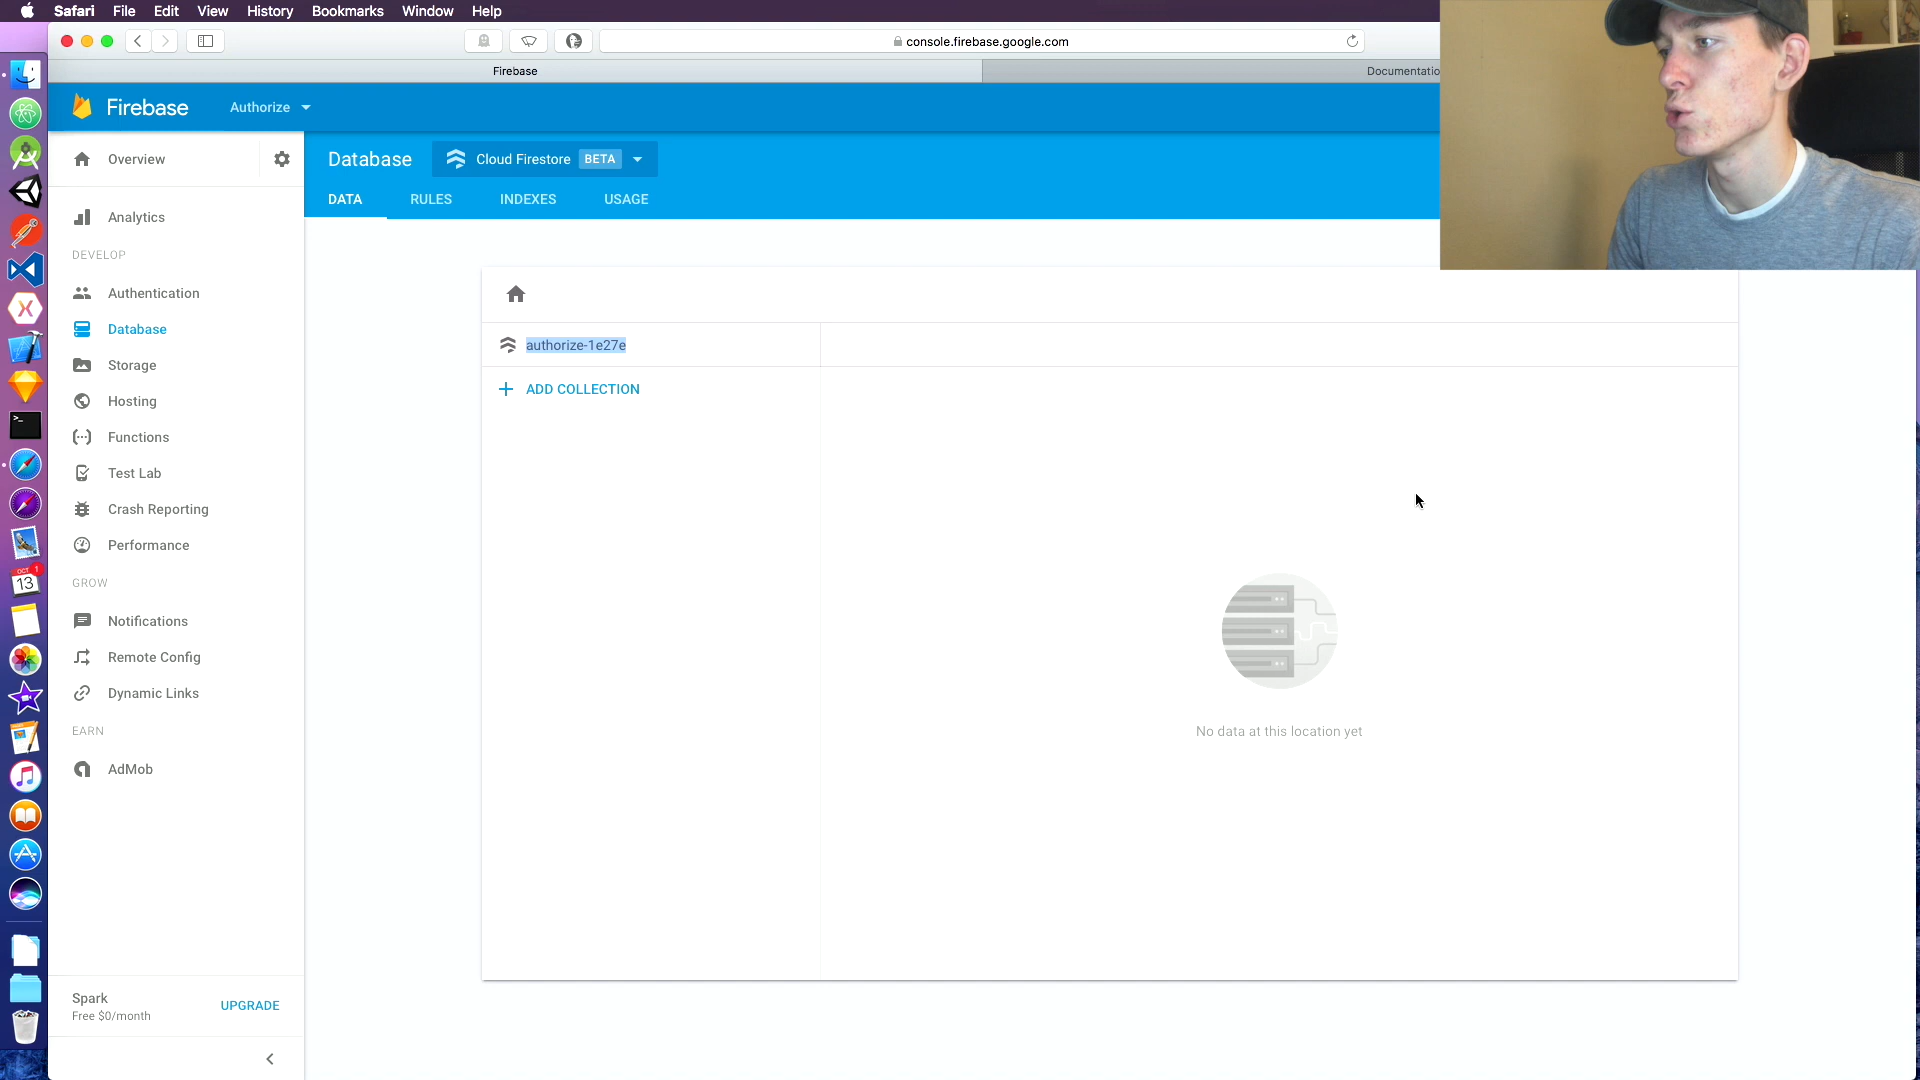 Safari File Edit View History Bookmarks Window Help
console.firebase.google.com
Firebase
Documentatio
Firebase
Authorize
Overview
Database
Cloud Firestore BETA
DATA RULES INDEXES USAGE
Analytics
DEVELOP
Authentication
Database
Storage
Hosting
Functions
Test Lab
Crash Reporting
Performance
GROW
Notifications
Remote Config
Dynamic Links
EARN
AdMob
Spark
Free $0/month
UPGRADE
authorize-1e27e
ADD COLLECTION
No data at this location yet
OCT
1
13